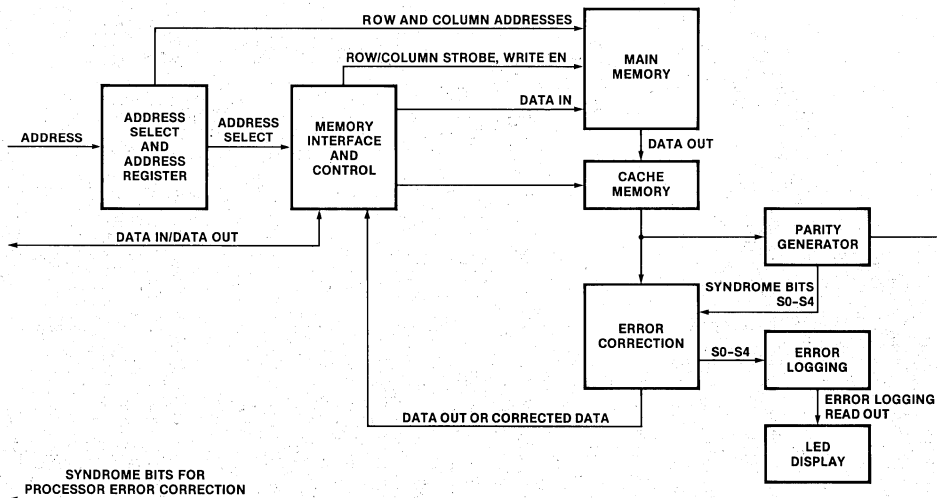 ROW AND COLUMN ADDRESSES
ROW/COLUMN STROBE, WRITE EN
MAIN
MEMORY
DATA IN
ADDRESS
ADDRESS
SELECT
AND
ADDRESS
REGISTER
ADDRESS
SELECT
MEMORY
INTERFACE
AND
CONTROL
DATA OUT
CACHE
MEMORY
DATA IN/DATA OUT
PARITY
GENERATOR
SYNDROME BITS
S0–S4
ERROR
CORRECTION
S0–S4
ERROR
LOGGING
ERROR LOGGING
READ OUT
DATA OUT OR CORRECTED DATA
LED
DISPLAY
SYNDROME BITS FOR
PROCESSOR ERROR CORRECTION